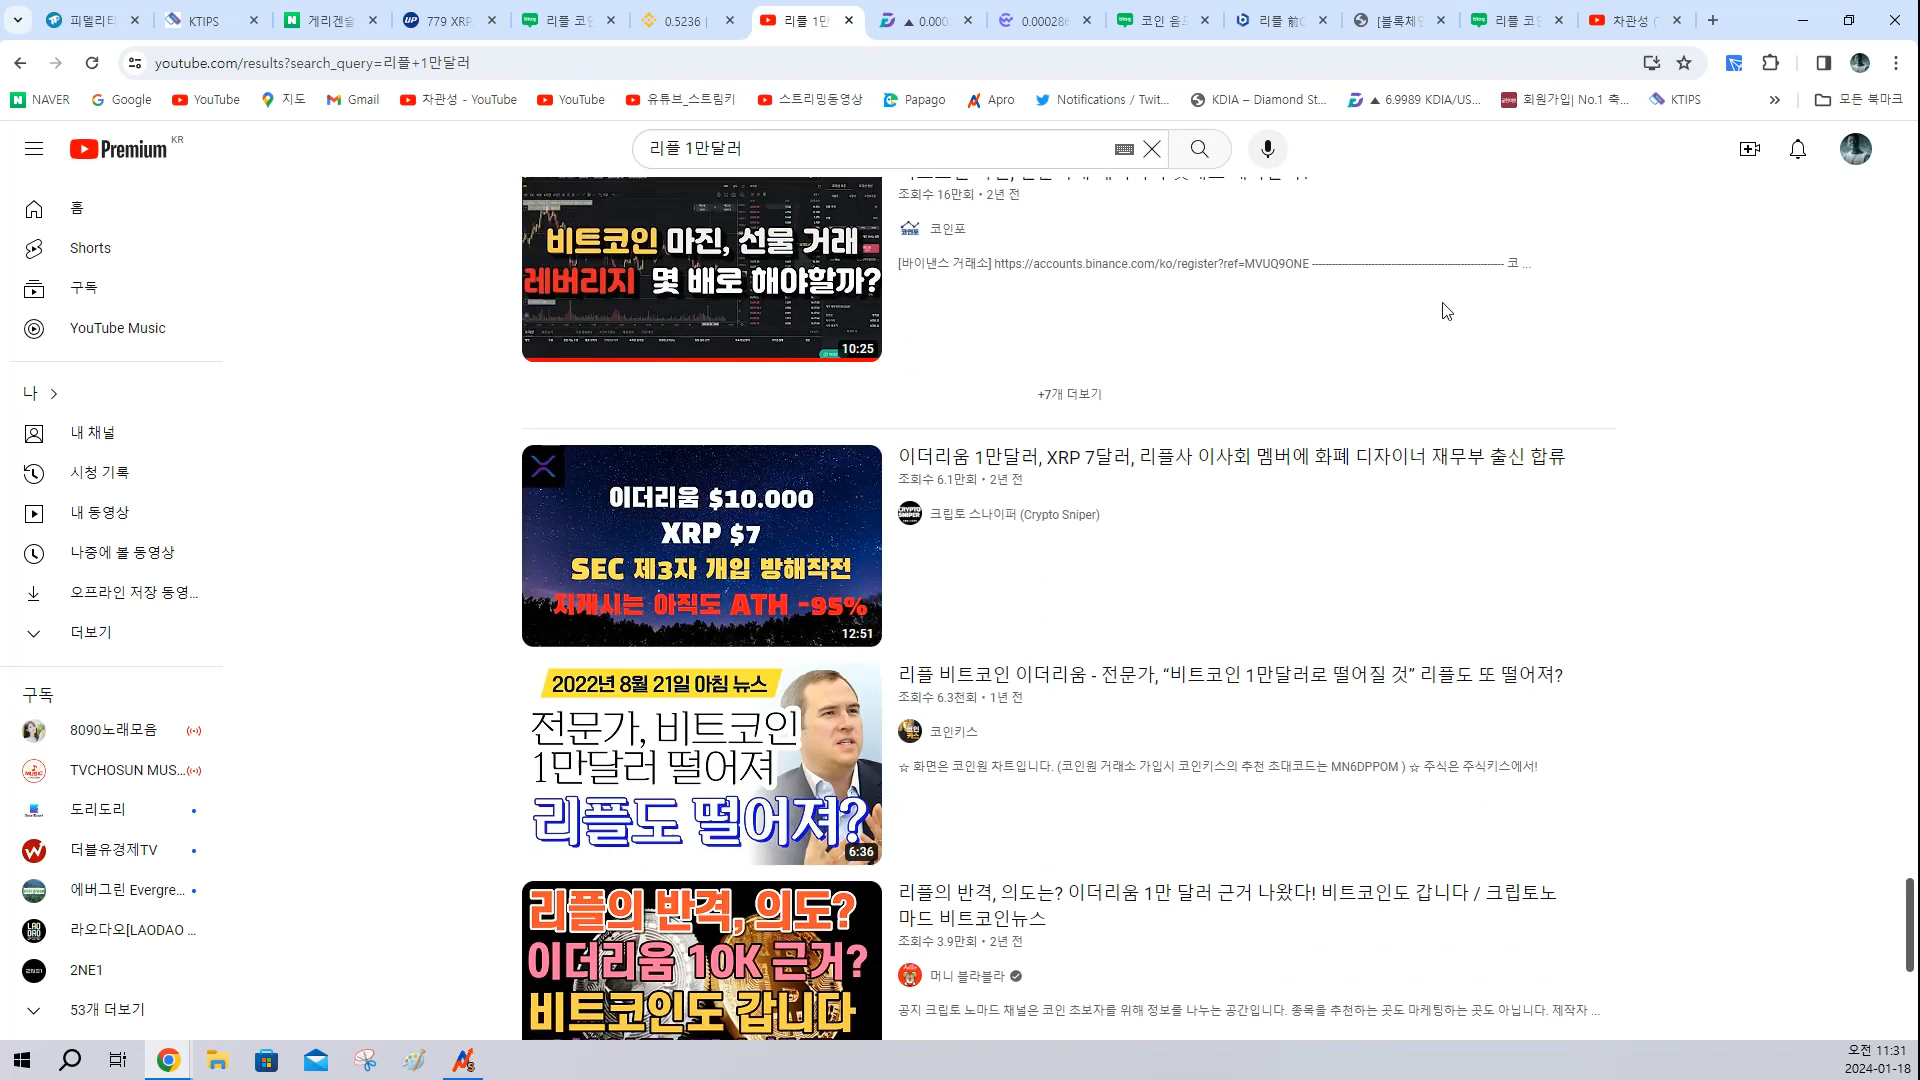 피델리티
KTIPS
게리겐슬
779 XRP
리플 코인
0.5236 |
리플 1만
▲ 0.000
0.00028
코인 음
리플 前
[블록체인
리플 코
차관성 (
youtube.com/results?search_query=리플+1만달러
NAVER
Google
YouTube
지도
Gmail
차관성 - YouTube
YouTube
유튜브_스트림키
스트리밍동영상
Papago
Apro
Notifications / Twit...
KDIA – Diamond St...
▲ 6.9989 KDIA/US...
회원가입| No.1 축...
KTIPS
모든 북마크
Premium KR
리플 1만달러
홈
Shorts
구독
YouTube Music
나
내 채널
시청 기록
내 동영상
나중에 볼 동영상
오프라인 저장 동영...
더보기
구독
8090노래모음
TVCHOSUN MUS...
도리도리
더블유경제TV
에버그린 Evergre...
라오다오[LAODAO ...
2NE1
53개 더보기
비트코인 마진, 선물 거래
레버리지 몇 배로 해야할까?
10:25
조회수 16만회 • 2년 전
코인포
[바이낸스 거래소] https://accounts.binance.com/ko/register?ref=MVUQ9ONE ---------- 코 ...
+7개 더보기
이더리움 $10.000
XRP $7
SEC 제3자 개입 방해작전
지캐시는 아직도 ATH -95%
12:51
이더리움 1만달러, XRP 7달러, 리플사 이사회 멤버에 화폐 디자이너 재무부 출신 합류
조회수 6.1만회 • 2년 전
크립토 스나이퍼 (Crypto Sniper)
2022년 8월 21일 아침 뉴스
전문가, 비트코인
1만달러 떨어져
리플도 떨어져?
6:36
리플 비트코인 이더리움 - 전문가, “비트코인 1만달러로 떨어질 것” 리플도 또 떨어져?
조회수 6.3천회 • 1년 전
코인키스
☆ 화면은 코인원 차트입니다. (코인원 거래소 가입시 코인키스의 추천 초대코드는 MN6DPPOM ) ☆ 주식은 주식키스에서!
리플의 반격, 의도?
이더리움 10K 근거?
비트코인도 갑니다
리플의 반격, 의도는? 이더리움 1만 달러 근거 나왔다! 비트코인도 갑니다 / 크립토노
마드 비트코인뉴스
조회수 3.9만회 • 2년 전
머니 블라블라
공지 크립토 노마드 채널은 코인 초보자를 위해 정보를 나누는 공간입니다. 종목을 추천하는 곳도 마케팅하는 곳도 아닙니다. 제작자 ...
오전 11:31
2024-01-18